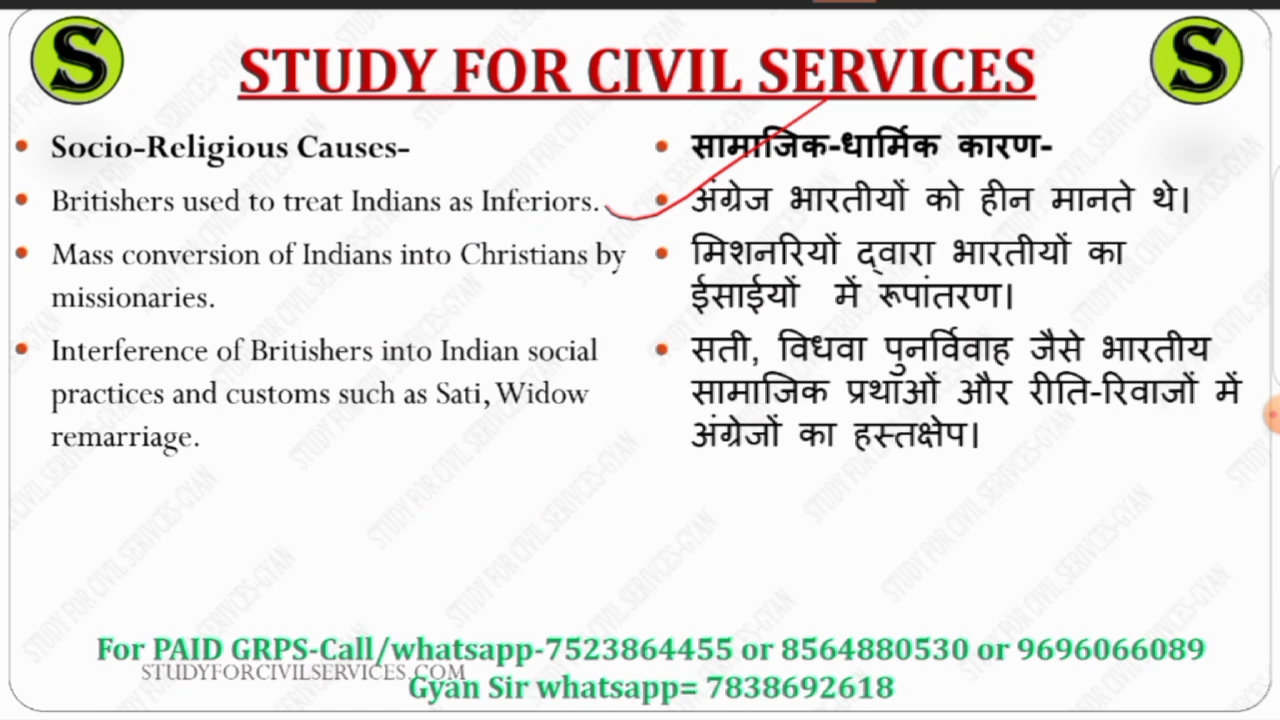 S
STUDY FOR CIVIL SERVICES
S
Socio-Religious Causes-
Britishers used to treat Indians as Inferiors.
Mass conversion of Indians into Christians by
missionaries.
Interference of Britishers into Indian social
practices and customs such as Sati, Widow
remarriage.
सामाजिक-धार्मिक कारण-
अंग्रेज भारतीयों को हीन मानते थे।
मिशनरियों द्वारा भारतीयों का
ईसाईयों में रूपांतरण।
सती, विधवा पुनर्विवाह जैसे भारतीय
सामाजिक प्रथाओं और रीति-रिवाजों में
अंग्रेजों का हस्तक्षेप।
For PAID GRPS-Call/whatsapp-7523864455 or 8564880530 or 9696066089
STUDYFORCIVILSERVICES.COM
Gyan Sir whatsapp= 7838692618